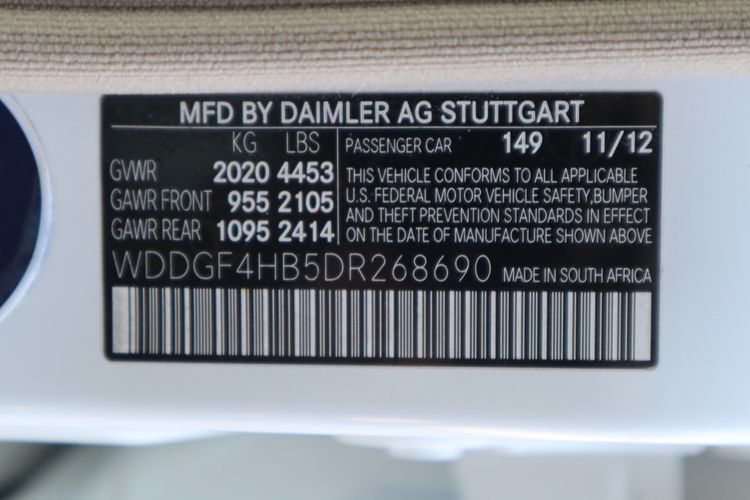 MFD BY DAIMLER AG STUTTGART
KG LBS
GVWR 2020 4453
GAWR FRONT 955 2105
GAWR REAR 1095 2414
PASSENGER CAR 149 11/12
THIS VEHICLE CONFORMS TO ALL APPLICABLE
U.S. FEDERAL MOTOR VEHICLE SAFETY,BUMPER
AND THEFT PREVENTION STANDARDS IN EFFECT
ON THE DATE OF MANUFACTURE SHOWN ABOVE
WDDGF4HB5DR268690 MADE IN SOUTH AFRICA